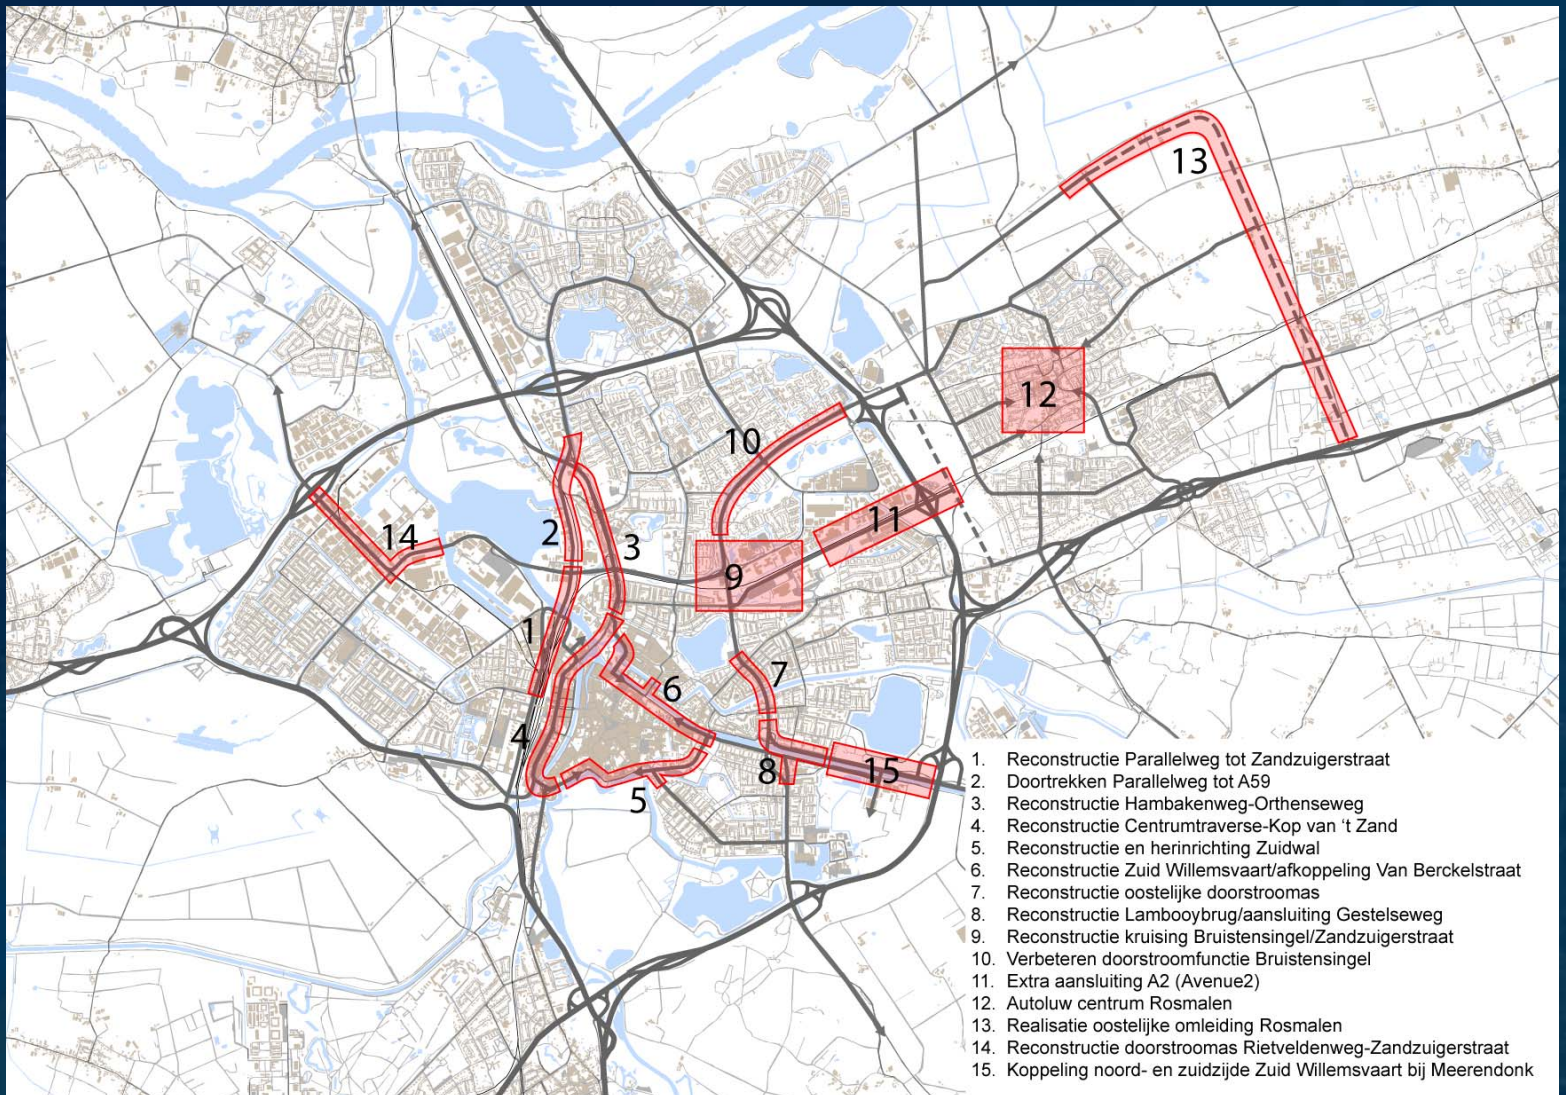 13
12
10
11
2
3
14
9
1
7
6
4
8
15
5
1. Reconstructie Parallelweg tot Zandzuigerstraat
2. Doortrekken Parallelweg tot A59
3. Reconstructie Hambakenweg-Orthenseweg
4. Reconstructie Centrumtraverse-Kop van ‘t Zand
5. Reconstructie en herinrichting Zuidwal
6. Reconstructie Zuid Willemsvaart/afkoppeling Van Berckelstraat
7. Reconstructie oostelijke doorstroomas
8. Reconstructie Lambooybrug/aansluiting Gestelseweg
9. Reconstructie kruising Bruistensingel/Zandzuigerstraat
10. Verbeteren doorstroomfunctie Bruistensingel
11. Extra aansluiting A2 (Avenue2)
12. Autoluw centrum Rosmalen
13. Realisatie oostelijke omleiding Rosmalen
14. Reconstructie doorstroomas Rietveldenweg-Zandzuigerstraat
15. Koppeling noord- en zuidzijde Zuid Willemsvaart bij Meerendonk